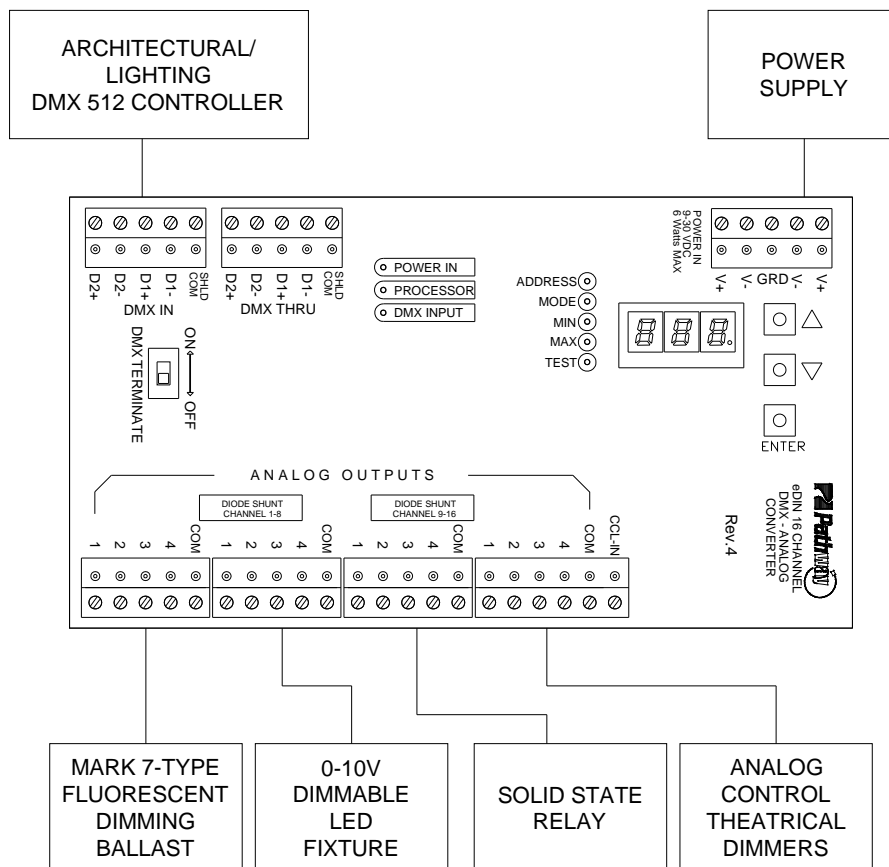 ARCHITECTURAL/
LIGHTING
DMX 512 CONTROLLER
POWER
SUPPLY
D2+
D2-
D1+
D1-
SHLD
COM
DMX IN
D2+
D2-
D1+
D1-
SHLD
COM
DMX THRU
POWER IN
PROCESSOR
DMX INPUT
ADDRESS
MODE
MIN
MAX
TEST
8 8 8.
POWER IN
9-30 VDC
6 Watts MAX
V+
V-
GRD
V-
V+
DMX TERMINATE
ON
OFF
ENTER
ANALOG OUTPUTS
DIODE SHUNT
CHANNEL 1-8
DIODE SHUNT
CHANNEL 9-16
1
2
3
4
COM
1
2
3
4
COM
1
2
3
4
COM
1
2
3
4
COM
CCL-IN
Rev.4
Pathway
eDIN 16 CHANNEL
DMX - ANALOG
CONVERTER
MARK 7-TYPE
FLUORESCENT
DIMMING
BALLAST
0-10V
DIMMABLE
LED
FIXTURE
SOLID STATE
RELAY
ANALOG
CONTROL
THEATRICAL
DIMMERS